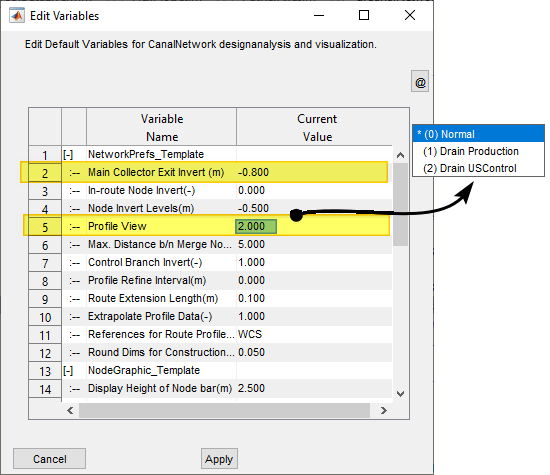 Edit Variables
Edit Default Variables for CanalNetwork designanalysis and visualization.
@
Variable Name Current Value
1 [-] NetworkPrefs_Template
2 :-- Main Collector Exit Invert (m) -0.800
3 :-- In-route Node Invert(-) 0.000
4 :-- Node Invert Levels(m) -0.500
5 :-- Profile View 2.000
6 :-- Max. Distance b/n Merge No... 5.000
7 :-- Control Branch Invert(-) 1.000
8 :-- Profile Refine Interval(m) 0.000
9 :-- Route Extension Length(m) 0.100
10 :-- Extrapolate Profile Data(-) 1.000
11 :-- References for Route Profile... WCS
12 :-- Round Dims for Construction... 0.050
13 [-] NodeGraphic_Template
14 :-- Display Height of Node bar(m) 2.500
* (0) Normal
(1) Drain Production
(2) Drain USControl
Cancel Apply